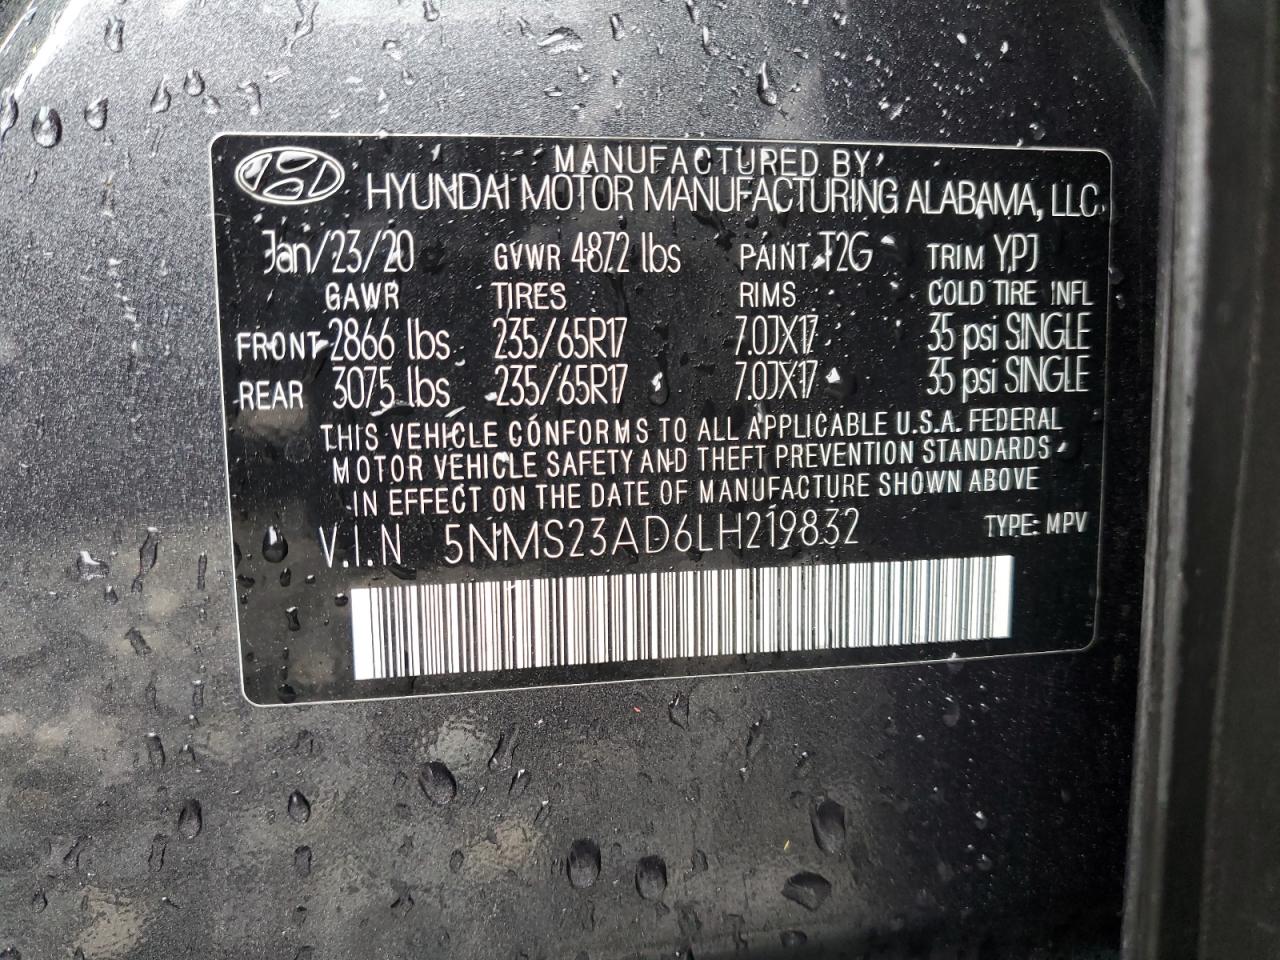 MANUFACTURED BY
HYUNDAI MOTOR MANUFACTURING ALABAMA, LLC
Jan/23/20 GVWR 4872 lbs PAINT T2G TRIM YPJ
GAWR TIRES RIMS COLD TIRE INFL
FRONT 2866 lbs 235/65R17 7.0JX17 35 psi SINGLE
REAR 3075 lbs 235/65R17 7.0JX17 35 psi SINGLE
THIS VEHICLE CONFORMS TO ALL APPLICABLE U.S.A. FEDERAL
MOTOR VEHICLE SAFETY AND THEFT PREVENTION STANDARDS
IN EFFECT ON THE DATE OF MANUFACTURE SHOWN ABOVE
V.I.N 5NMS23AD6LH219832 TYPE: MPV